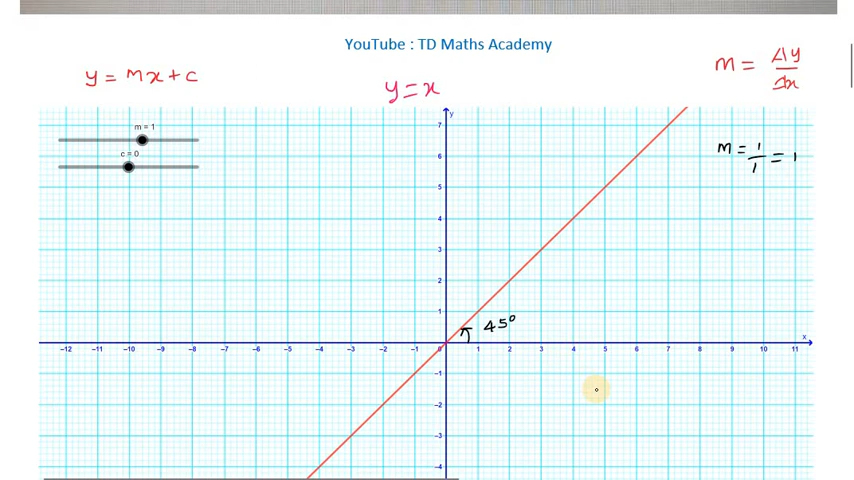 YouTube : TD Maths Academy
y = mx + c
y = x
m = Δy/Δx
m = 1
c = 0
m = 1/1 = 1
y
7
6
5
4
3
2
1
45°
x
-12 -11 -10 -9 -8 -7 -6 -5 -4 -3 -2 -1 0 1 2 3 4 5 6 7 8 9 10 11
-1
-2
-3
-4